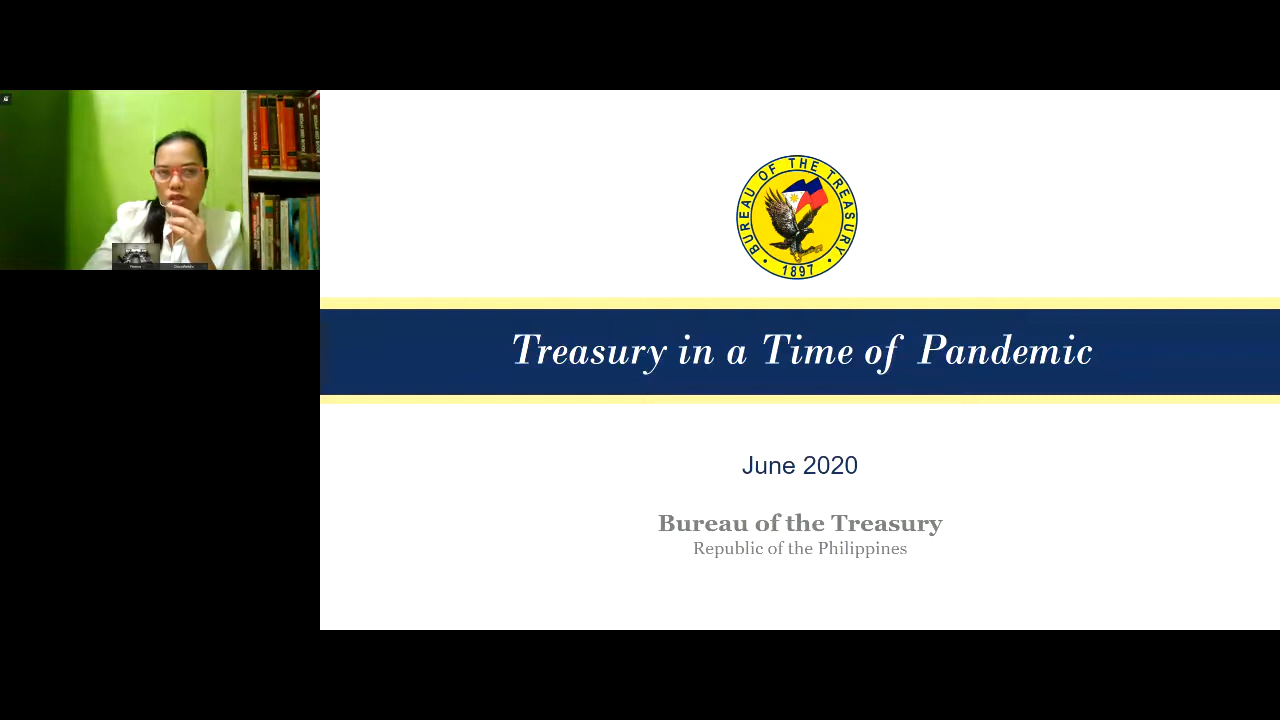 BUREAU OF THE TREASURY
1897
Treasury in a Time of Pandemic
June 2020
Bureau of the Treasury
Republic of the Philippines